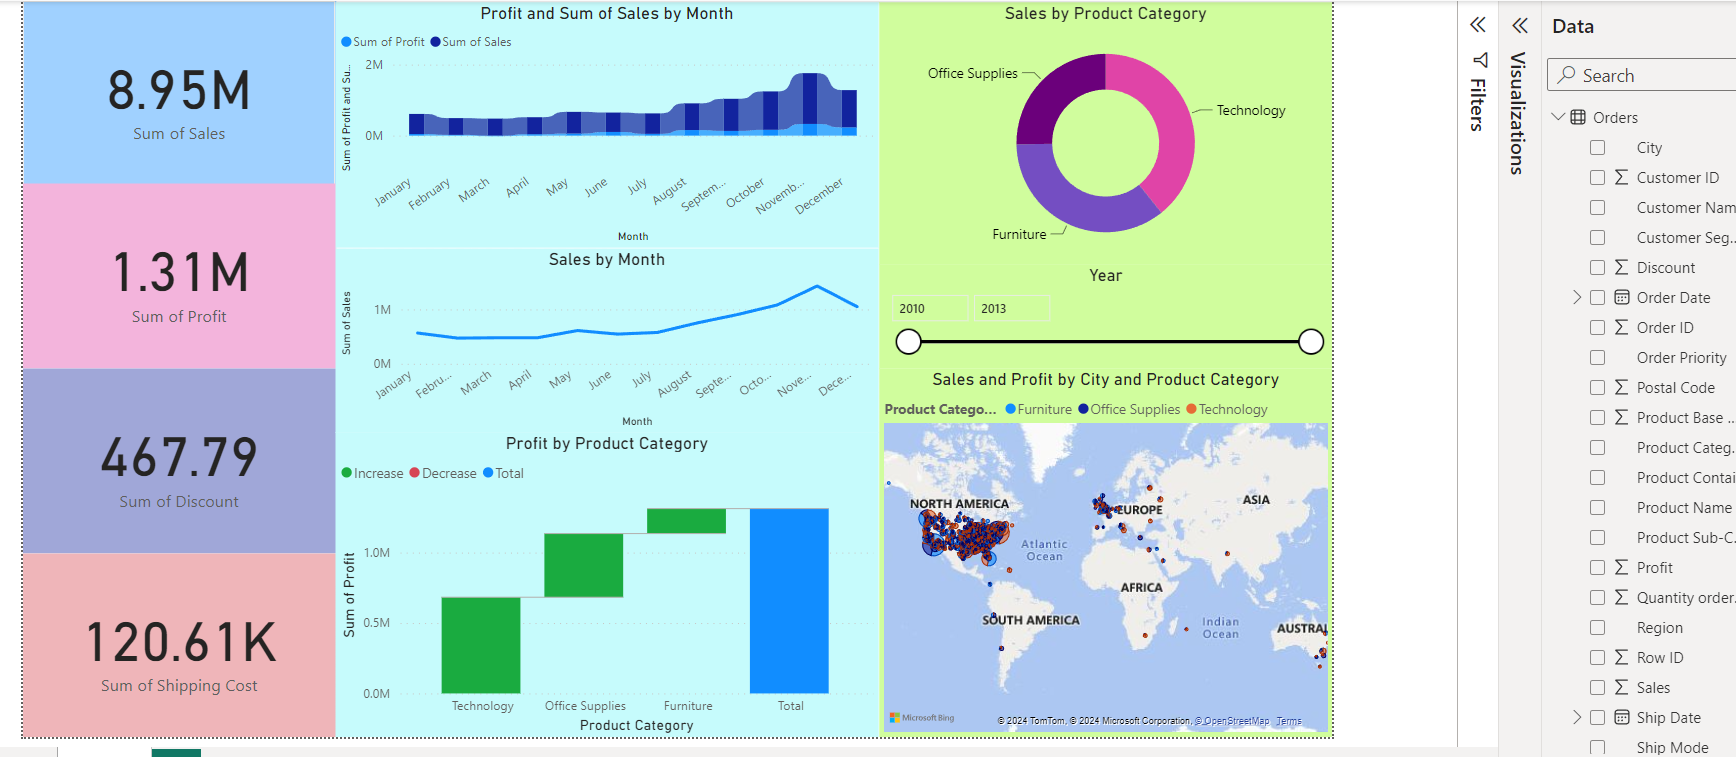 8.95M
Sum of Sales
1.31M
Sum of Profit
467.79
Sum of Discount
120.61K
Sum of Shipping Cost
Profit and Sum of Sales by Month
Sum of Profit
Sum of Sales
Sum of Profit and Su...
2M
0M
January
February
March
April
May
June
July
August
Septem...
October
Novemb...
December
Month
Sales by Month
Sum of Sales
1M
0M
January
Febru...
March
April
May
June
July
August
Septe...
Octo...
Nove...
Dece...
Month
Profit by Product Category
Increase
Decrease
Total
Sum of Profit
1.0M
0.5M
0.0M
Technology
Office Supplies
Furniture
Total
Product Category
Sales by Product Category
Office Supplies
Technology
Furniture
Year
2010
2013
Sales and Profit by City and Product Category
Product Catego...
Furniture
Office Supplies
Technology
NORTH AMERICA
EUROPE
ASIA
Atlantic
Ocean
AFRICA
SOUTH AMERICA
Indian
Ocean
AUSTRAL
Microsoft Bing
© 2024 TomTom, © 2024 Microsoft Corporation, © OpenStreetMap Terms
Filters
Visualizations
Data
Search
Orders
City
Customer ID
Customer Nam
Customer Seg...
Discount
Order Date
Order ID
Order Priority
Postal Code
Product Base ...
Product Categ.
Product Contai
Product Name
Product Sub-C.
Profit
Quantity order.
Region
Row ID
Sales
Ship Date
Ship Mode